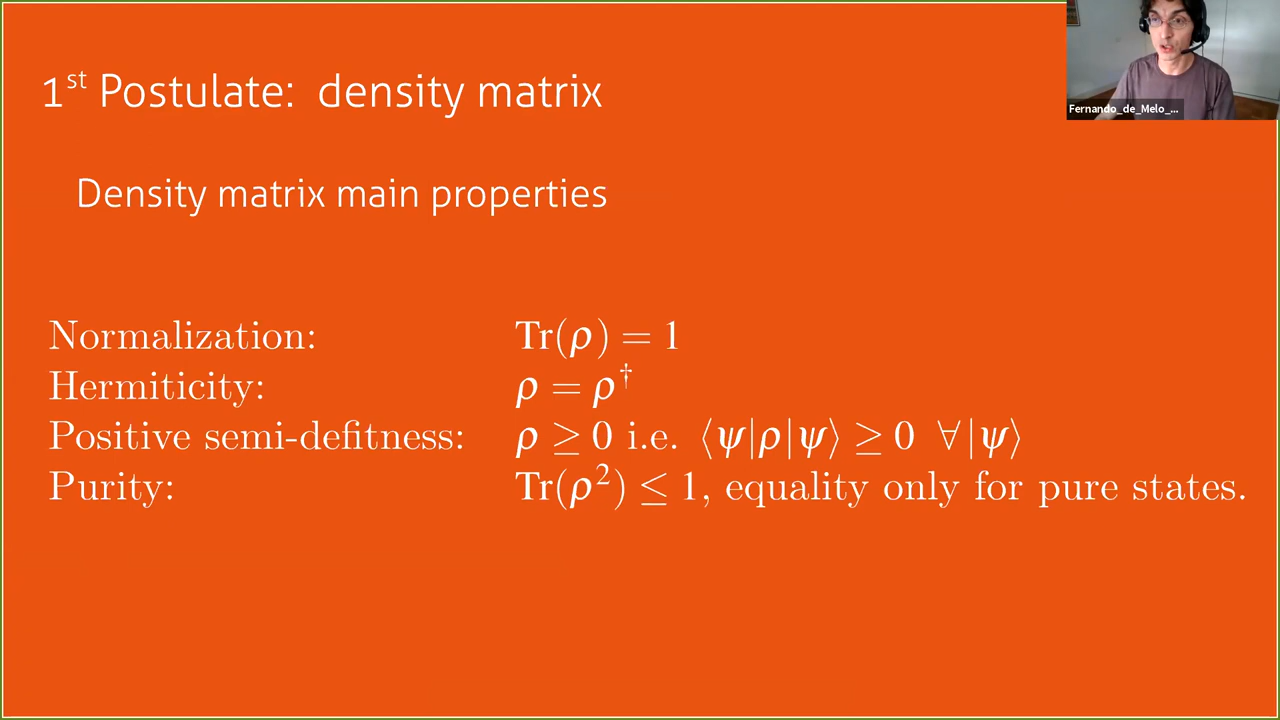 1st Postulate: density matrix
Fernando_de_Melo_...
Density matrix main properties
Normalization: Tr(ρ) = 1
Hermiticity: ρ = ρ†
Positive semi-defitness: ρ ≥ 0 i.e. ⟨ψ|ρ|ψ⟩ ≥ 0 ∀|ψ⟩
Purity: Tr(ρ²) ≤ 1, equality only for pure states.